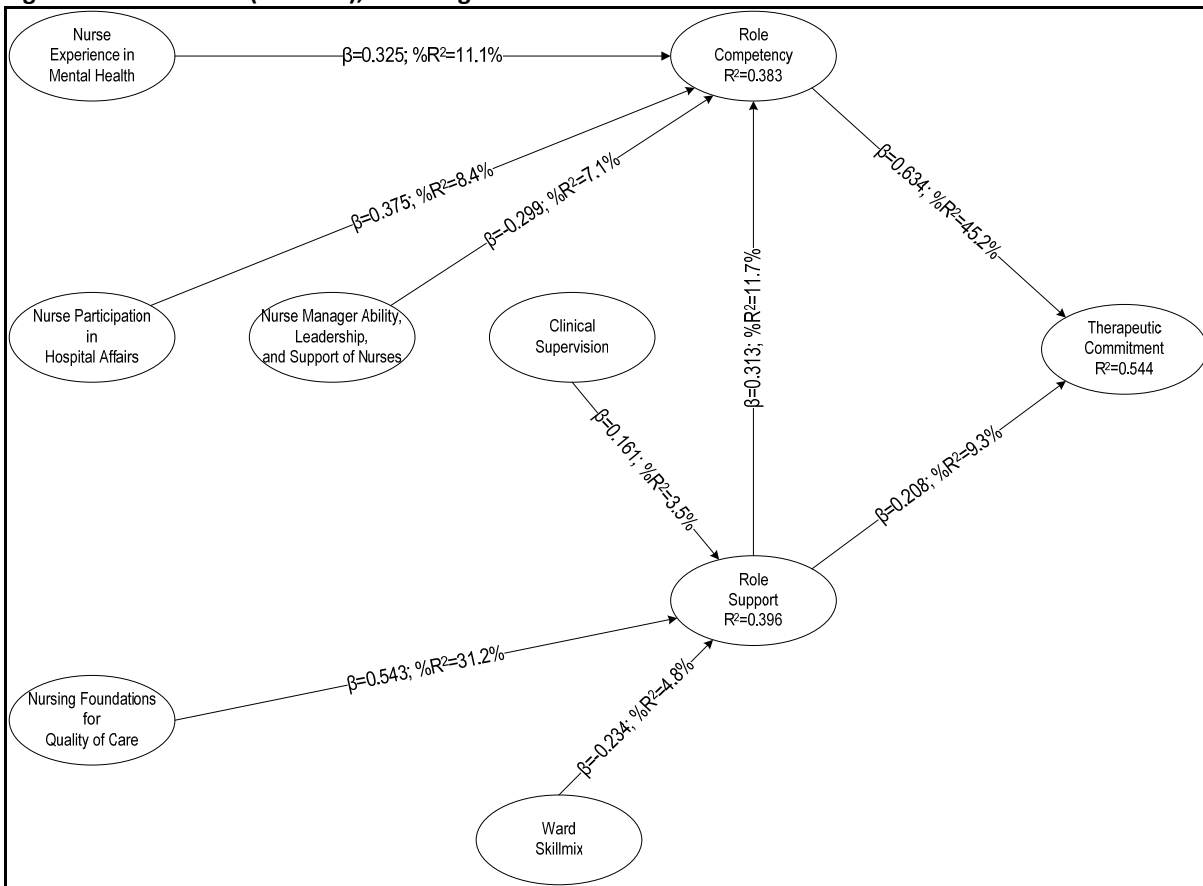 Nurse
Experience in
Mental Health
β=0.325; %R²=11.1%
Role
Competency
R²=0.383
β=0.375; %R²=8.4%
β=-0.299; %R²=7.1%
β=0.634; %R²=45.2%
Nurse Participation
in
Hospital Affairs
Nurse Manager Ability,
Leadership,
and Support of Nurses
Clinical
Supervision
β=0.313; %R²=11.7%
Therapeutic
Commitment
R²=0.544
β=0.161; %R²=3.5%
β=0.208; %R²=9.3%
Role
Support
R²=0.396
β=0.543; %R²=31.2%
Nursing Foundations
for
Quality of Care
β=-0.234; %R²=4.8%
Ward
Skillmix